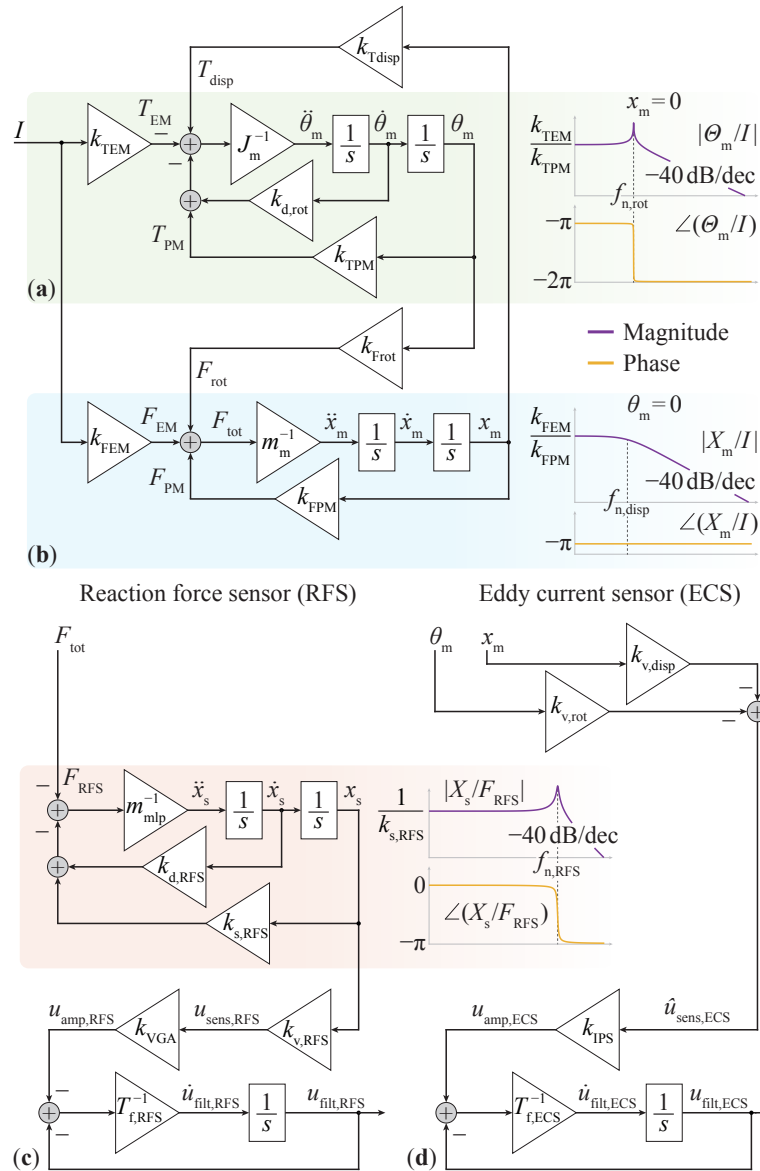 k_Tdisp
T_disp
I
k_TEM
T_EM
−
+
−
J_m^−1
θ̈_m
1/s
θ̇_m
1/s
θ_m
+
k_d,rot
T_PM
k_TPM
(a)
x_m = 0
k_TEM/k_TPM
|Θ_m/I|
−40 dB/dec
f_n,rot
−π
∠(Θ_m/I)
−2π
k_Frot
F_rot
Magnitude
Phase
k_FEM
F_EM
+
F_tot
m_m^−1
ẍ_m
1/s
ẋ_m
1/s
x_m
F_PM
k_FPM
(b)
θ_m = 0
k_FEM/k_FPM
|X_m/I|
−40 dB/dec
f_n,disp
∠(X_m/I)
−π
Reaction force sensor (RFS)
Eddy current sensor (ECS)
F_tot
θ_m
x_m
k_v,disp
k_v,rot
−
−
+
−
F_RFS
+
−
m_mlp^−1
ẍ_s
1/s
ẋ_s
1/s
x_s
+
k_d,RFS
k_s,RFS
1/k_s,RFS
|X_s/F_RFS|
−40 dB/dec
f_n,RFS
0
∠(X_s/F_RFS)
−π
u_amp,RFS
k_VGA
u_sens,RFS
k_v,RFS
−
+
−
T_f,RFS^−1
u̇_filt,RFS
1/s
u_filt,RFS
(c)
u_amp,ECS
k_IPS
û_sens,ECS
−
+
−
T_f,ECS^−1
u̇_filt,ECS
1/s
u_filt,ECS
(d)